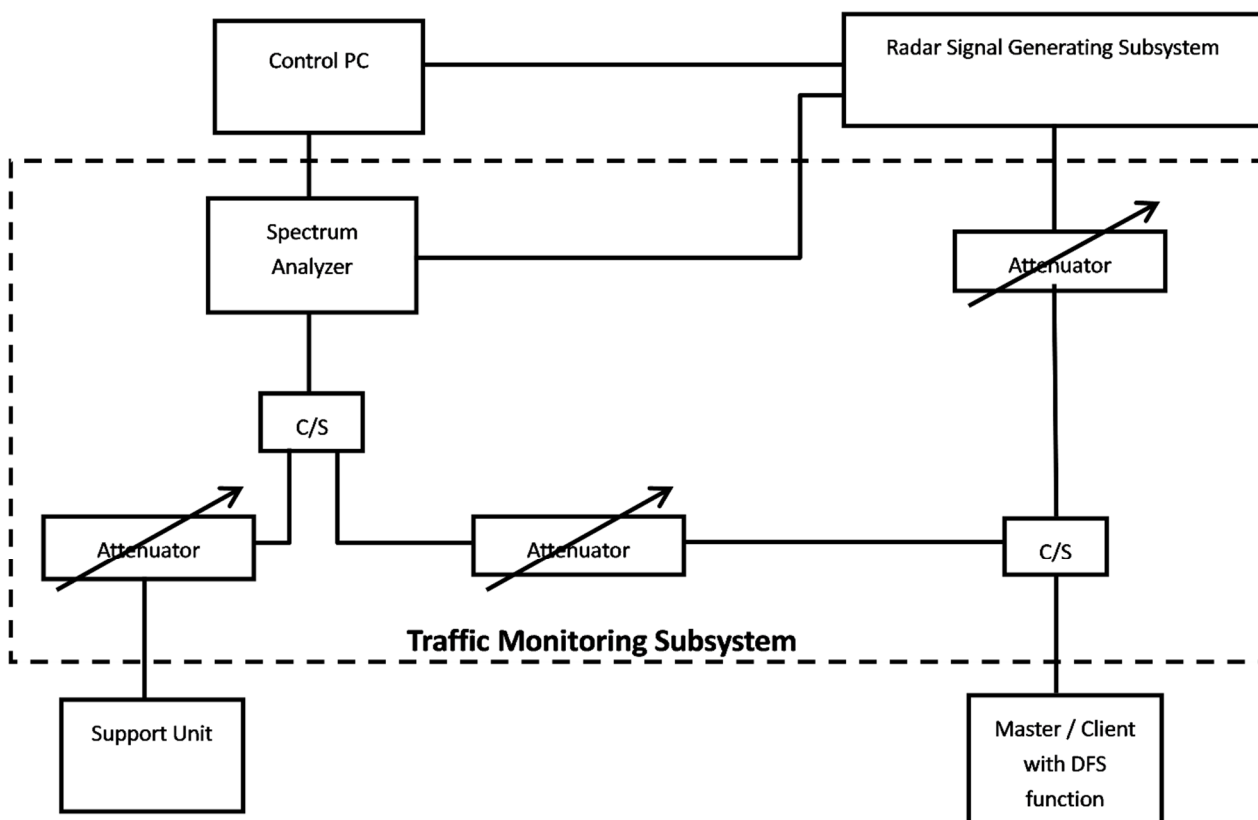 Control PC
Radar Signal Generating Subsystem
Spectrum
Analyzer
Attenuator
C/S
Attenuator
Attenuator
C/S
Traffic Monitoring Subsystem
Support Unit
Master / Client
with DFS
function